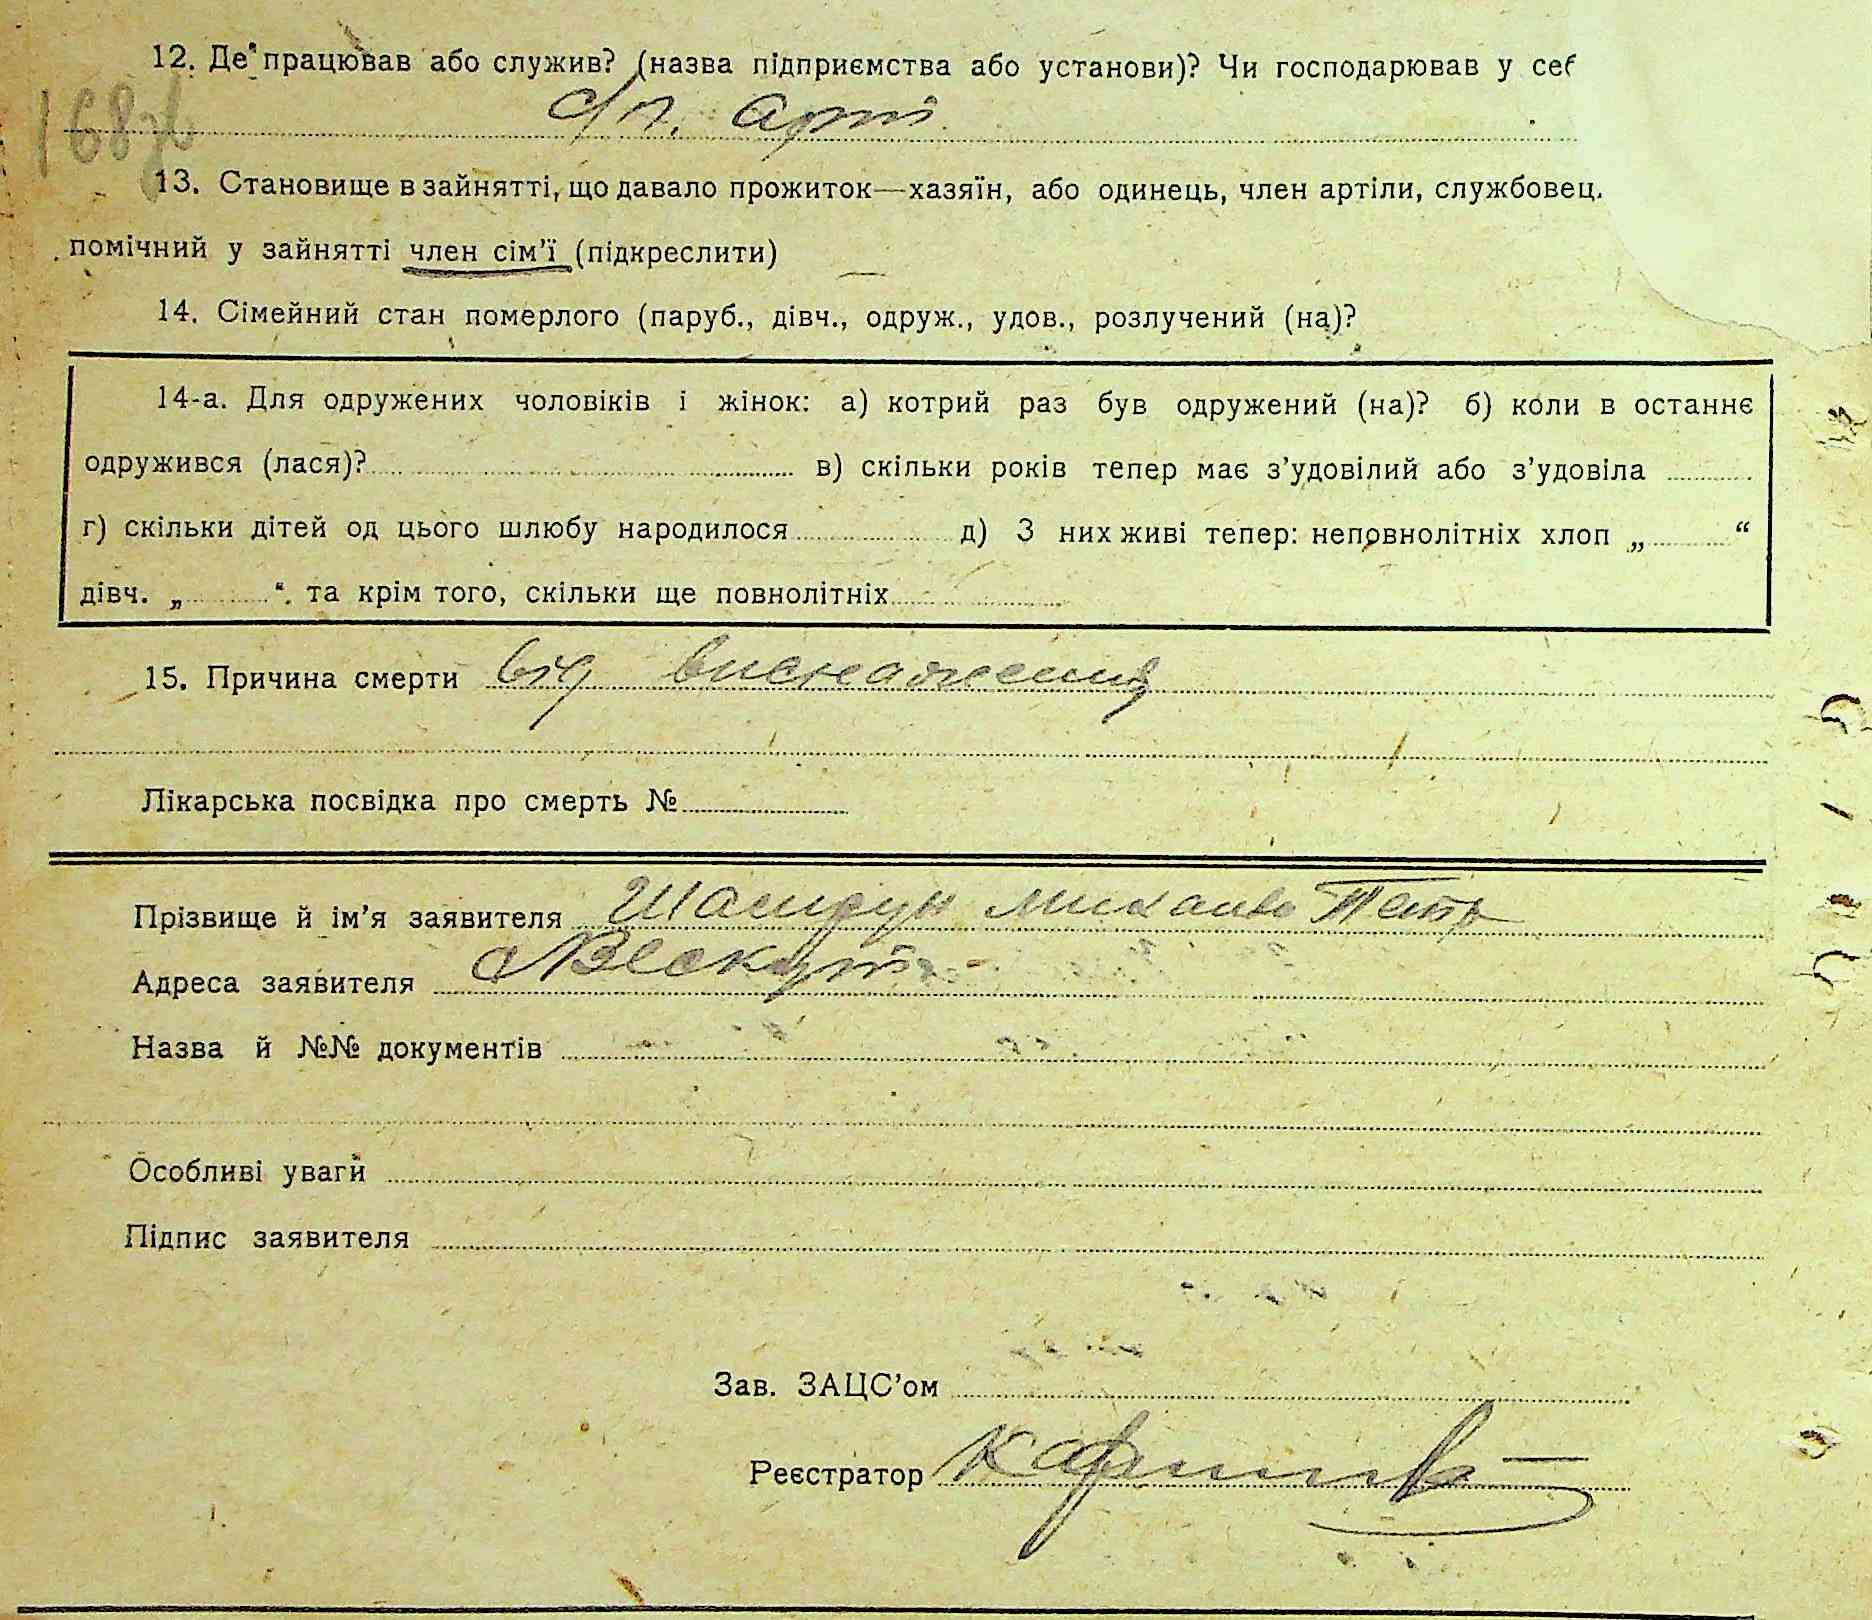 12. Де працював або служив? (назва підприємства або установи)? Чи господарював у себ
с/г. арті
168зв
13. Становище в зайнятті, що давало прожиток—хазяїн, або одинець, член артіли, службовец.
помічний у зайнятті член сім'ї (підкреслити)
14. Сімейний стан померлого (паруб., дівч., одруж., удов., розлучений (на)?
14-а. Для одружених чоловіків і жінок: а) котрий раз був одружений (на)? б) коли в останнє
одружився (лася)? в) скільки років тепер має з'удовілий або з'удовіла
г) скільки дітей од цього шлюбу народилося д) З них живі тепер: неповнолітніх хлоп „ “
дівч. „ “ та крім того, скільки ще повнолітніх
15. Причина смерти від виснаження
Лікарська посвідка про смерть №
Прізвище й ім'я заявителя
Адреса заявителя
Назва й №№ документів
Особливі уваги
Підпис заявителя
Зав. ЗАЦС'ом
Реєстратор